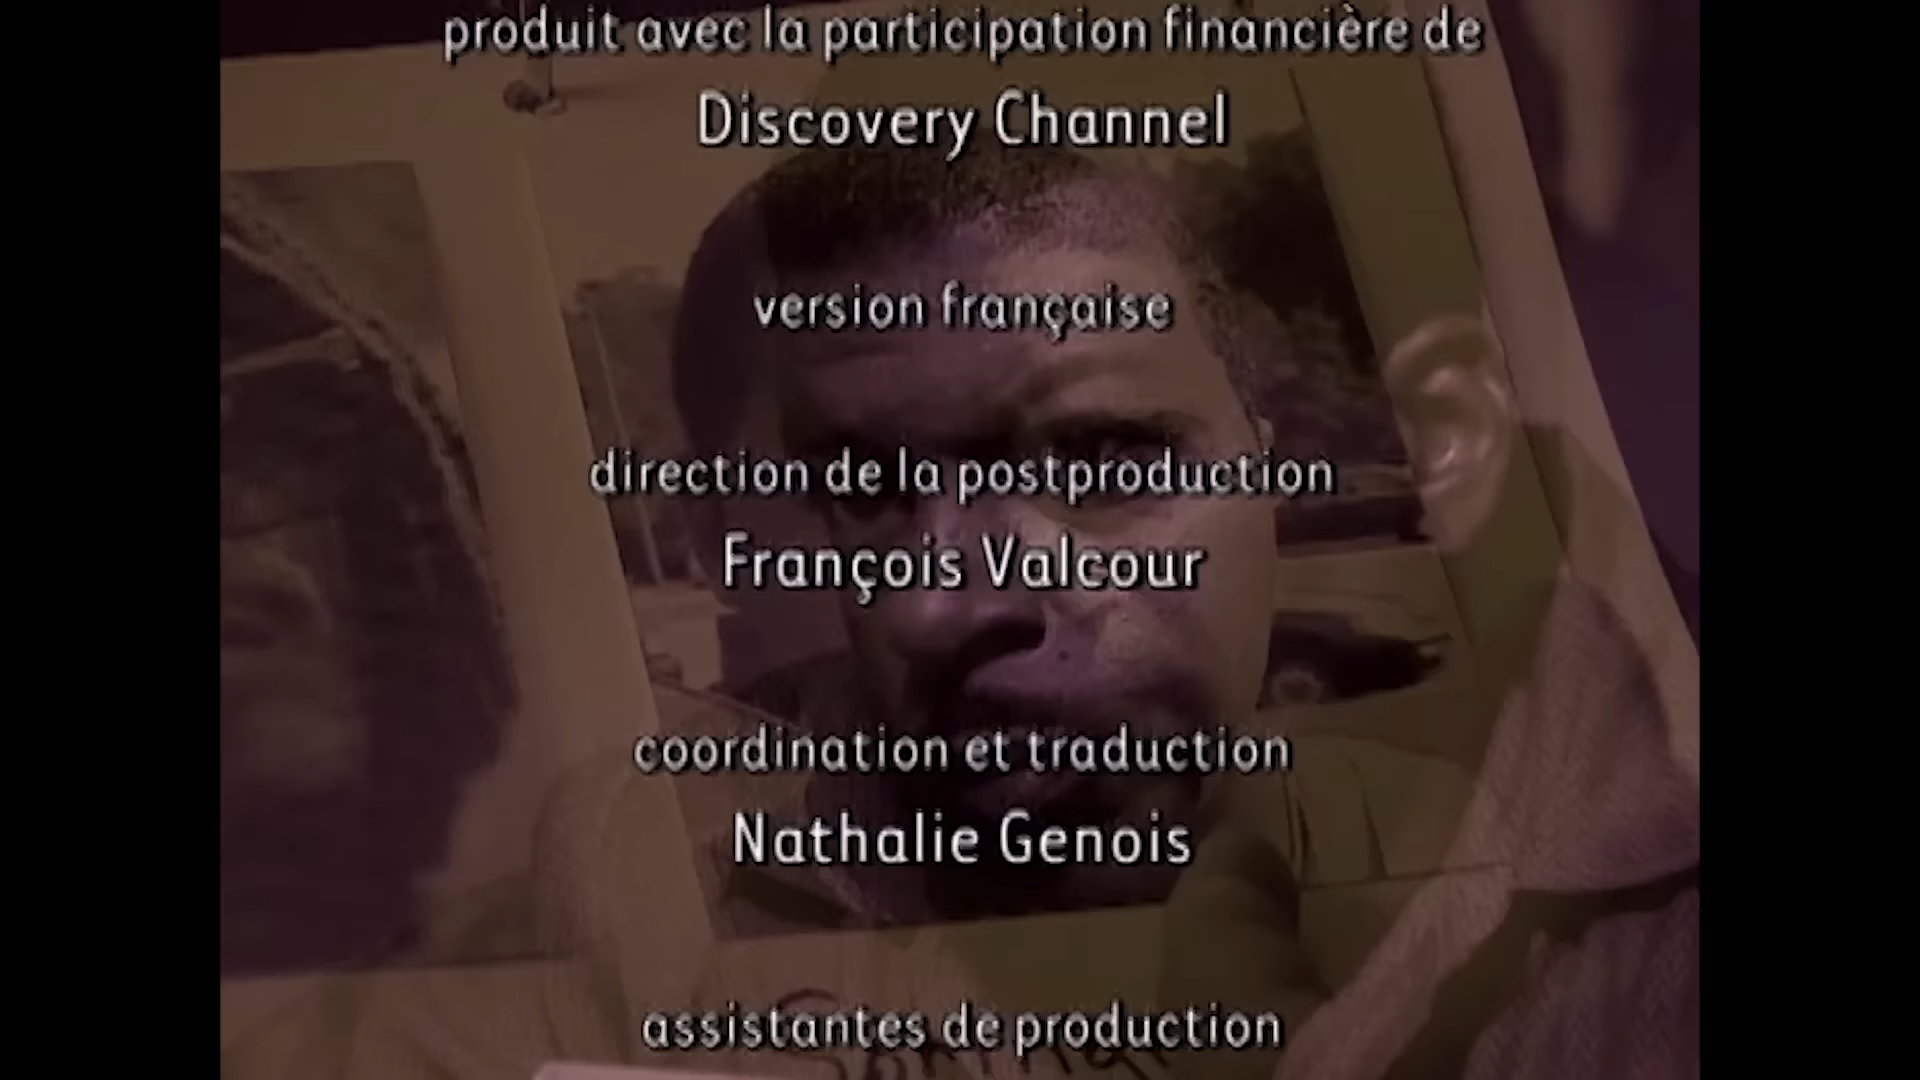 produit avec la participation financière de
Discovery Channel
version française
direction de la postproduction
François Valcour
coordination et traduction
Nathalie Genois
assistantes de production